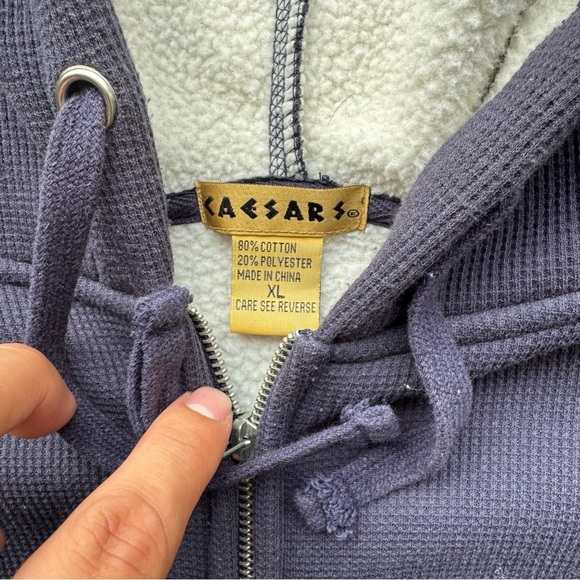 CAESARS®
80% COTTON
20% POLYESTER
MADE IN CHINA
XL
CARE SEE REVERSE